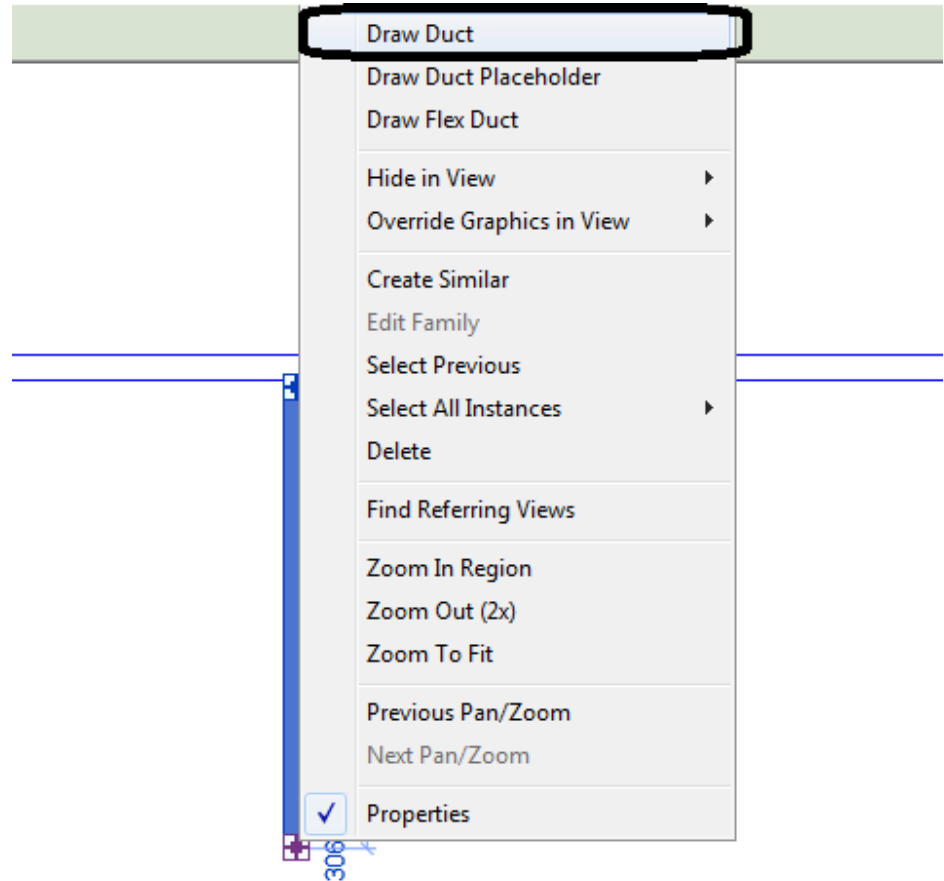 Draw Duct
Draw Duct Placeholder
Draw Flex Duct
Hide in View
Override Graphics in View
Create Similar
Edit Family
Select Previous
Select All Instances
Delete
Find Referring Views
Zoom In Region
Zoom Out (2x)
Zoom To Fit
Previous Pan/Zoom
Next Pan/Zoom
Properties
306